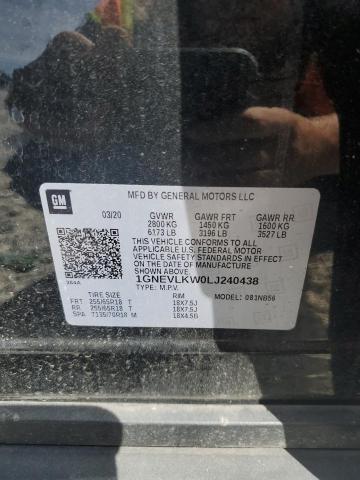 GM
MFD BY GENERAL MOTORS LLC
03/20 GVWR GAWR FRT GAWR RR
2800 KG 1450 KG 1600 KG
6173 LB 3196 LB 3527 LB
THIS VEHICLE CONFORMS TO ALL
APPLICABLE U.S. FEDERAL MOTOR
VEHICLE SAFETY STANDARDS IN
EFFECT ON THE DATE OF
MANUFACTURE SHOWN ABOVE.
1GNEVLKW0LJ240438
384A TYPE: M.P.V. MODEL: 081NB56
TIRE SIZE RIM
FRT 255/65R18 T 18X7.5J
RR 255/65R18 T 18X7.5J
SPA T135/70R18 M 18X4.5B